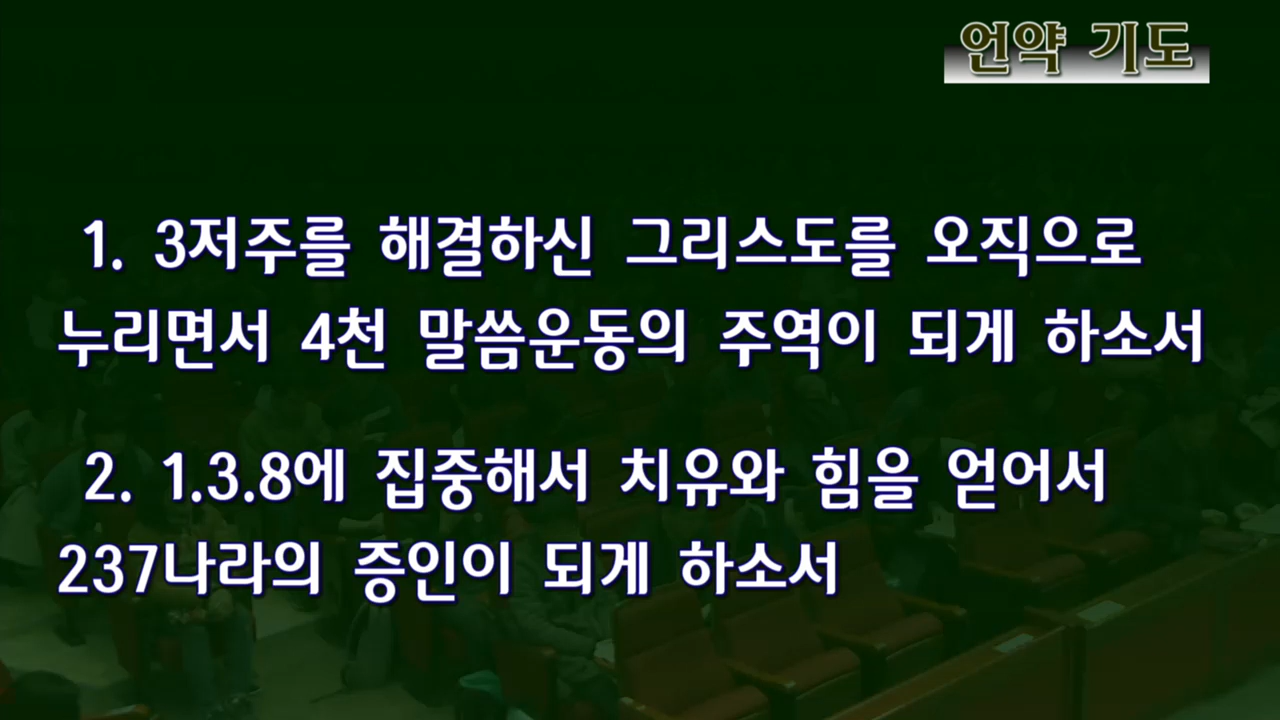 언약 기도
1. 3저주를 해결하신 그리스도를 오직으로
누리면서 4천 말씀운동의 주역이 되게 하소서
2. 1.3.8에 집중해서 치유와 힘을 얻어서
237나라의 증인이 되게 하소서